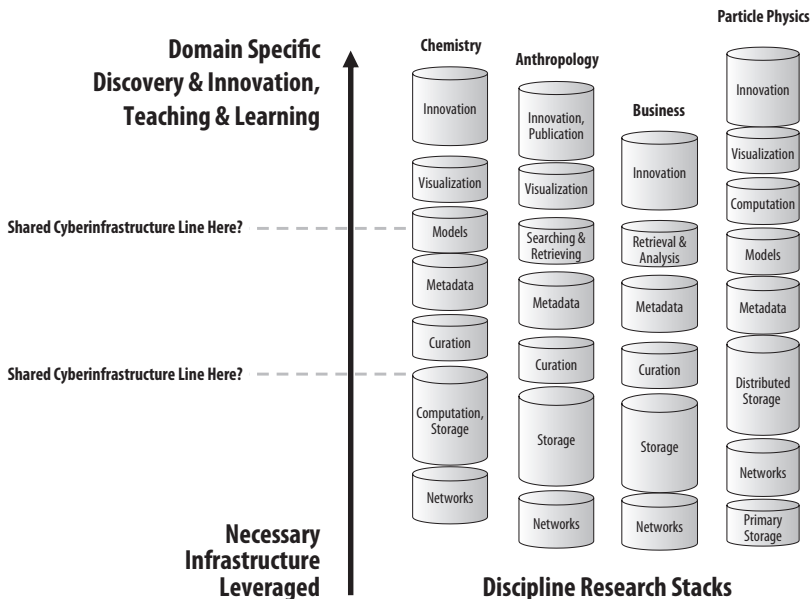 Domain Specific
Discovery & Innovation,
Teaching & Learning
Shared Cyberinfrastructure Line Here?
Shared Cyberinfrastructure Line Here?
Necessary
Infrastructure
Leveraged
Chemistry
Innovation
Visualization
Models
Metadata
Curation
Computation,
Storage
Networks
Anthropology
Innovation,
Publication
Visualization
Searching &
Retrieving
Metadata
Curation
Storage
Networks
Business
Innovation
Retrieval &
Analysis
Metadata
Curation
Storage
Networks
Particle Physics
Innovation
Visualization
Computation
Models
Metadata
Distributed
Storage
Networks
Primary
Storage
Discipline Research Stacks